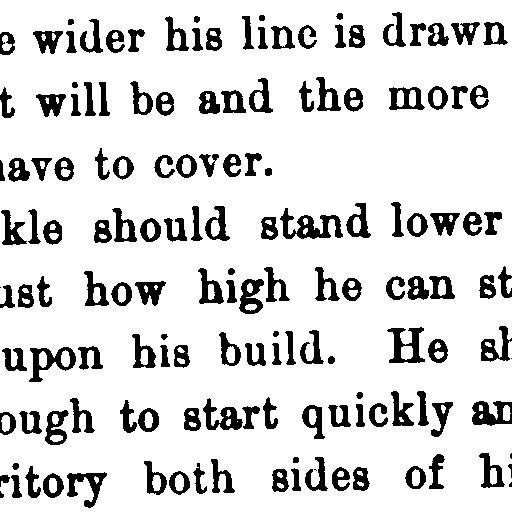 e wider his line is drawn
t will be and the more
ave to cover.
kle should stand lower
ust how high he can st
upon his build. He sh
ough to start quickly an
ritory both sides of hi